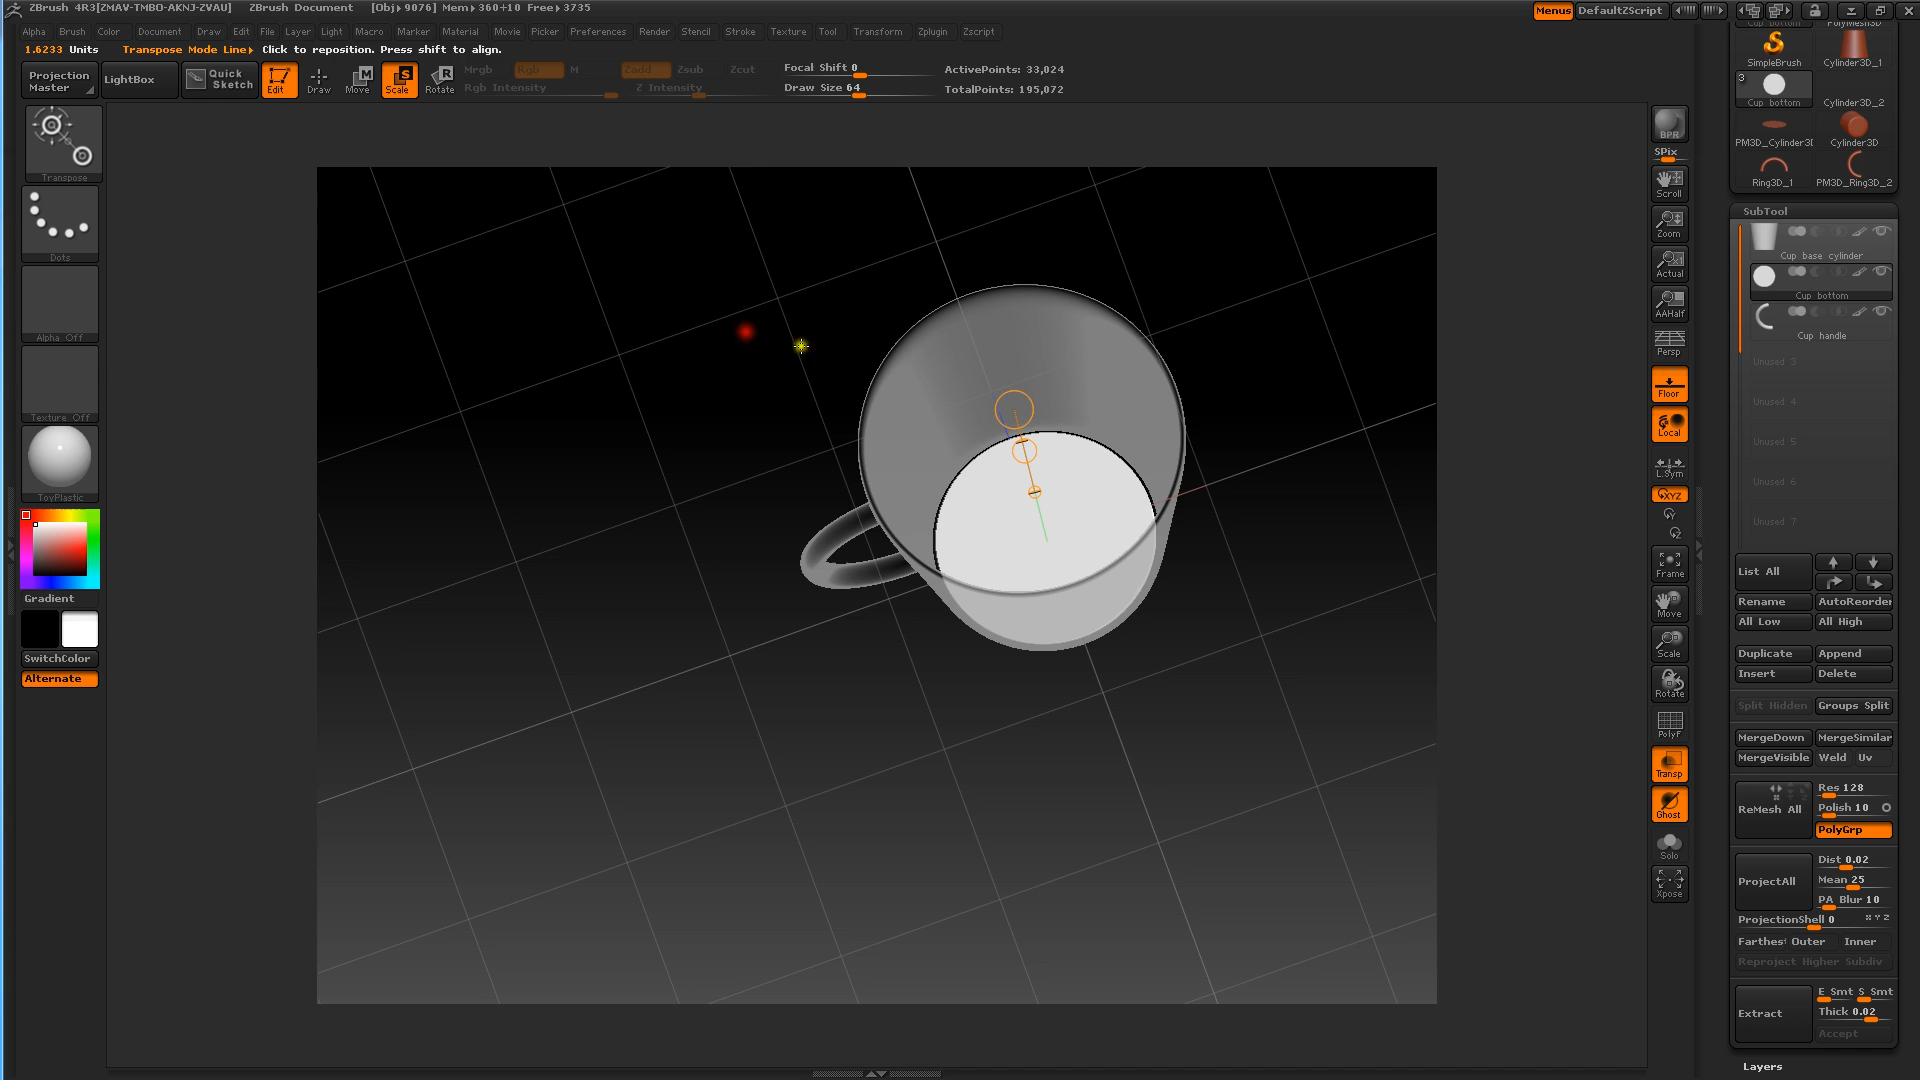 ZBrush 4R3[ZMAV-TMBO-AKNJ-ZVAU] ZBrush Document [Obj▸ 9076] Mem▸360+10 Free▸3735 Menus DefaultZScript
Alpha Brush Color Document Draw Edit File Layer Light Macro Marker Material Movie Picker Preferences Render Stencil Stroke Texture Tool Transform Zplugin Zscript
1.6233 Units Transpose Mode Line▸ Click to reposition. Press shift to align.
Projection Master LightBox Quick Sketch Edit Draw Move Scale Rotate
Mrgb Rgb M Zadd Zsub Zcut Focal Shift 0 ActivePoints: 33,024
Rgb Intensity Z Intensity Draw Size 64 TotalPoints: 195,072
Transpose
Dots
Alpha Off
Texture Off
ToyPlastic
Gradient
SwitchColor
Alternate
BPR
SPix
Scroll
Zoom
Actual
AAHalf
Persp
Floor
Local
L.Sym
XYZ
Y
Z
Frame
Move
Scale
Rotate
PolyF
Transp
Ghost
Solo
Xpose
Cup bottom PolyMesh3D
SimpleBrush Cylinder3D_1
3
Cup bottom Cylinder3D_2
PM3D_Cylinder3D Cylinder3D
Ring3D_1 PM3D_Ring3D_2
SubTool
Cup base cylinder
Cup bottom
Cup handle
Unused 3
Unused 4
Unused 5
Unused 6
Unused 7
List All
Rename AutoReorder
All Low All High
Duplicate Append
Insert Delete
Split Hidden Groups Split
MergeDown MergeSimilar
MergeVisible Weld Uv
ReMesh All Res 128
Polish 10
PolyGrp
ProjectAll Dist 0.02
Mean 25
PA Blur 10
ProjectionShell 0 X Y Z
Farthest Outer Inner
Reproject Higher Subdiv
Extract E Smt S Smt
Thick 0.02
Accept
Layers